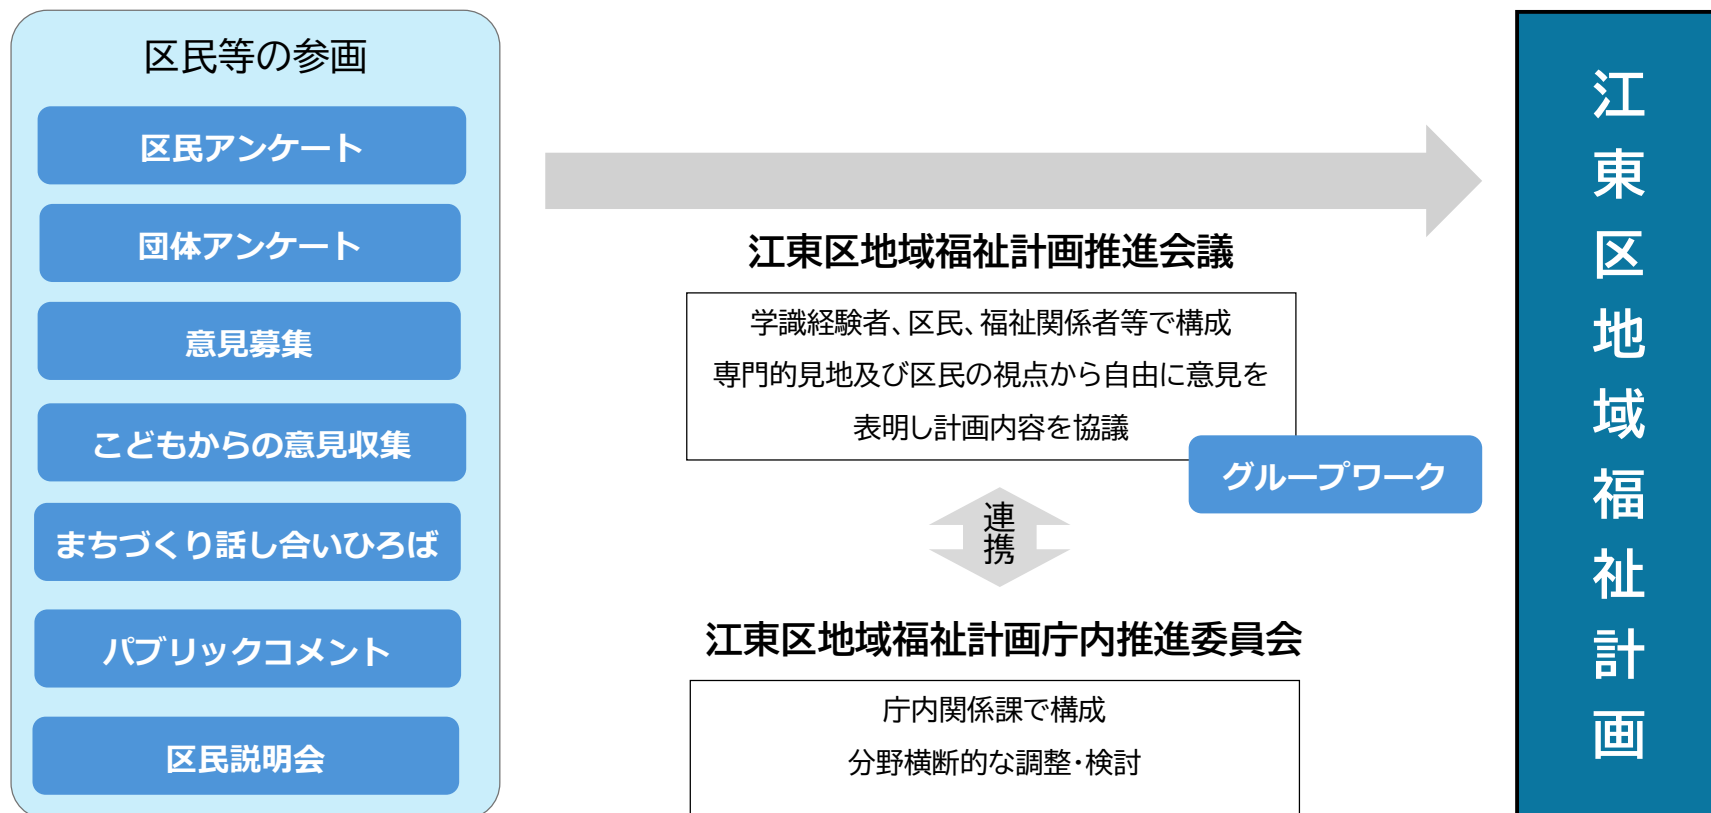 区民等の参画
区民アンケート
団体アンケート
意見募集
こどもからの意見収集
まちづくり話し合いひろば
パブリックコメント
区民説明会
江東区地域福祉計画推進会議
学識経験者、区民、福祉関係者等で構成
専門的見地及び区民の視点から自由に意見を
表明し計画内容を協議
グループワーク
連携
江東区地域福祉計画庁内推進委員会
庁内関係課で構成
分野横断的な調整・検討
江東区地域福祉計画